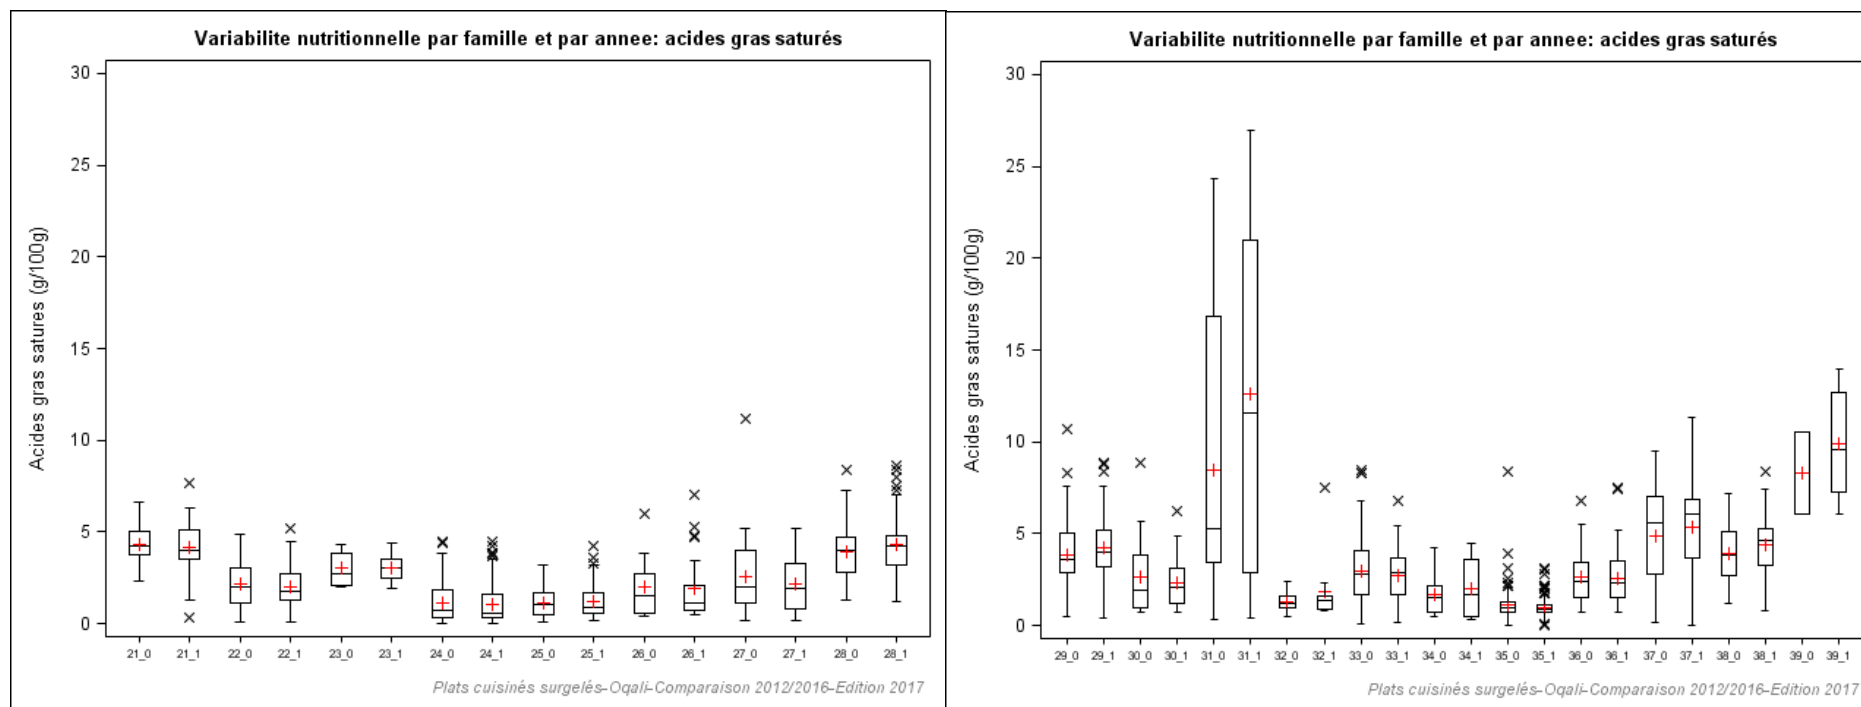 Variabilite nutritionnelle par famille et par annee: acides gras saturés
30
25
20
15
10
5
0
Acides gras satures (g/100g)
21_0 21_1 22_0 22_1 23_0 23_1 24_0 24_1 25_0 25_1 26_0 26_1 27_0 27_1 28_0 28_1
Plats cuisinés surgelés-Oqali-Comparaison 2012/2016-Edition 2017
Variabilite nutritionnelle par famille et par annee: acides gras saturés
30
25
20
15
10
5
0
Acides gras satures (g/100g)
29_0 29_1 30_0 30_1 31_0 31_1 32_0 32_1 33_0 33_1 34_0 34_1 35_0 35_1 36_0 36_1 37_0 37_1 38_0 38_1 39_0 39_1
Plats cuisinés surgelés-Oqali-Comparaison 2012/2016-Edition 2017